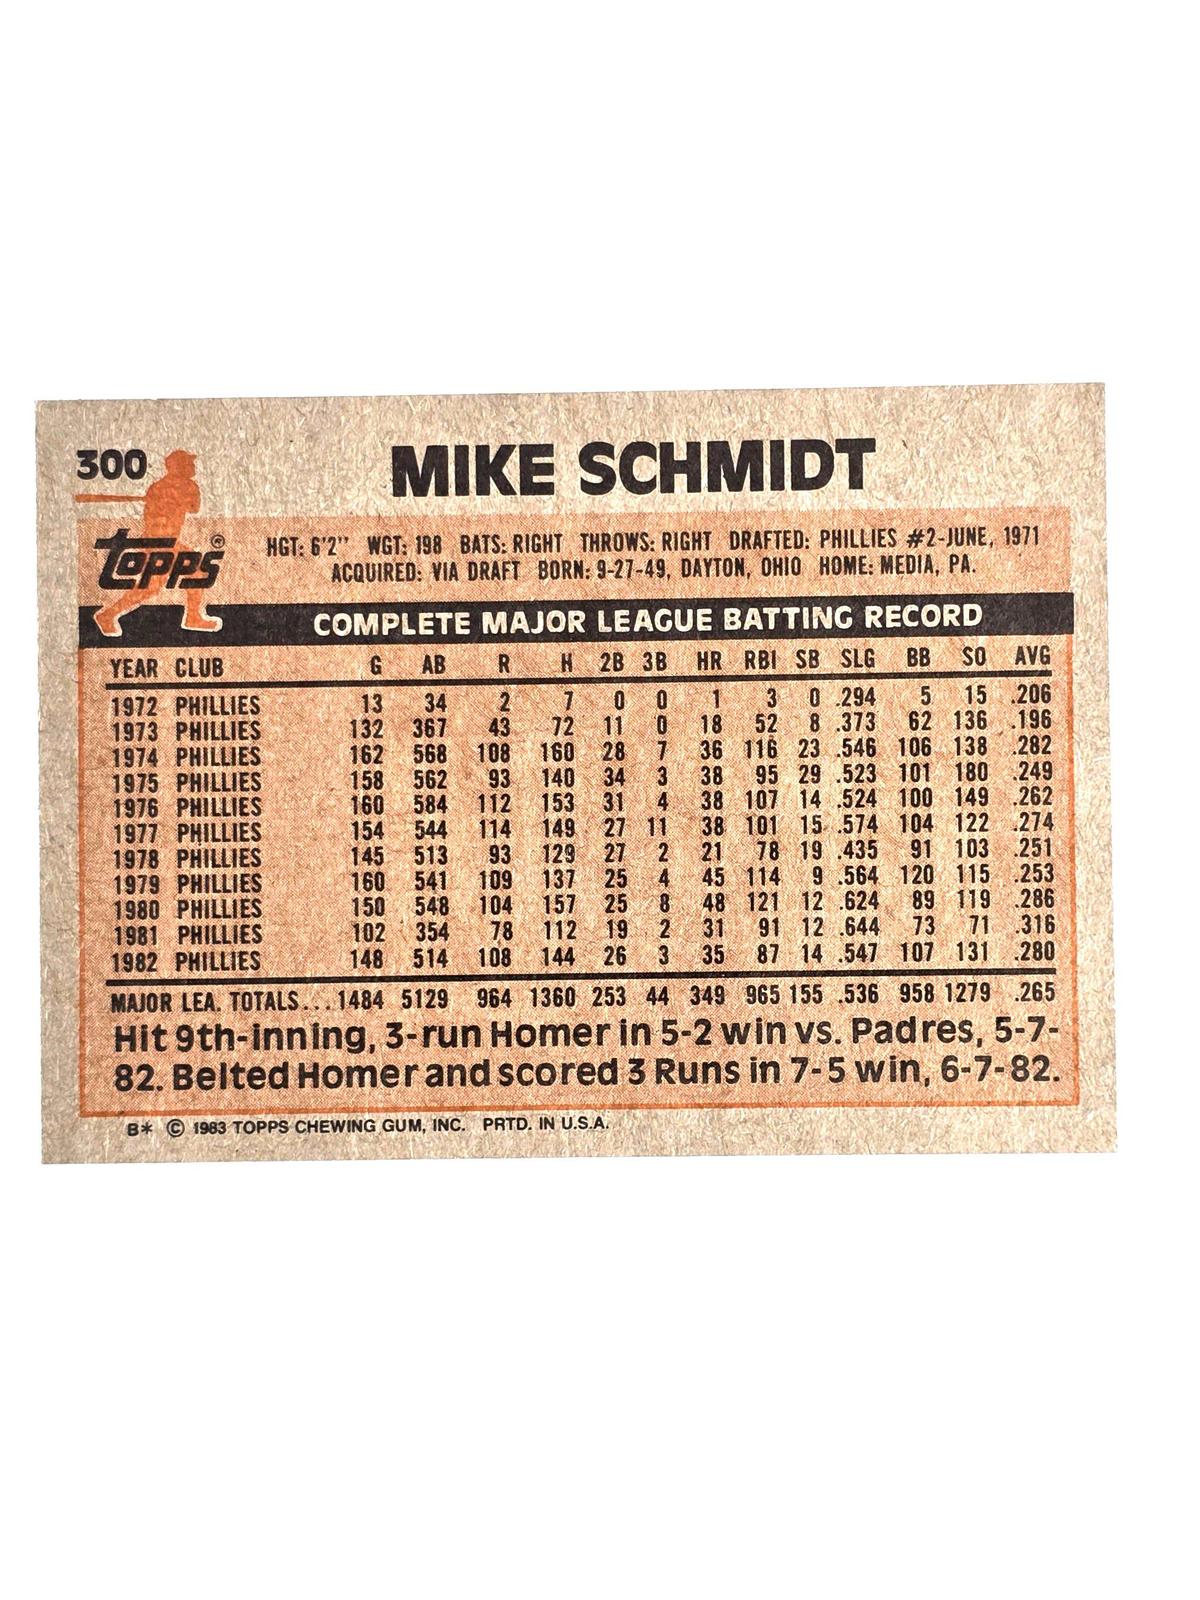 300 MIKE SCHMIDT
topps®
HGT: 6'2" WGT: 198 BATS: RIGHT THROWS: RIGHT DRAFTED: PHILLIES #2-JUNE, 1971
ACQUIRED: VIA DRAFT BORN: 9-27-49, DAYTON, OHIO HOME: MEDIA, PA.
COMPLETE MAJOR LEAGUE BATTING RECORD
YEAR CLUB G AB R H 2B 3B HR RBI SB SLG BB SO AVG
1972 PHILLIES 13 34 2 7 0 0 1 3 0 .294 5 15 .206
1973 PHILLIES 132 367 43 72 11 0 18 52 8 .373 62 136 .196
1974 PHILLIES 162 568 108 160 28 7 36 116 23 .546 106 138 .282
1975 PHILLIES 158 562 93 140 34 3 38 95 29 .523 101 180 .249
1976 PHILLIES 160 584 112 153 31 4 38 107 14 .524 100 149 .262
1977 PHILLIES 154 544 114 149 27 11 38 101 15 .574 104 122 .274
1978 PHILLIES 145 513 93 129 27 2 21 78 19 .435 91 103 .251
1979 PHILLIES 160 541 109 137 25 4 45 114 9 .564 120 115 .253
1980 PHILLIES 150 548 104 157 25 8 48 121 12 .624 89 119 .286
1981 PHILLIES 102 354 78 112 19 2 31 91 12 .644 73 71 .316
1982 PHILLIES 148 514 108 144 26 3 35 87 14 .547 107 131 .280
MAJOR LEA. TOTALS... 1484 5129 964 1360 253 44 349 965 155 .536 958 1279 .265
Hit 9th-inning, 3-run Homer in 5-2 win vs. Padres, 5-7-
82. Belted Homer and scored 3 Runs in 7-5 win, 6-7-82.
B* © 1983 TOPPS CHEWING GUM, INC. PRTD. IN U.S.A.